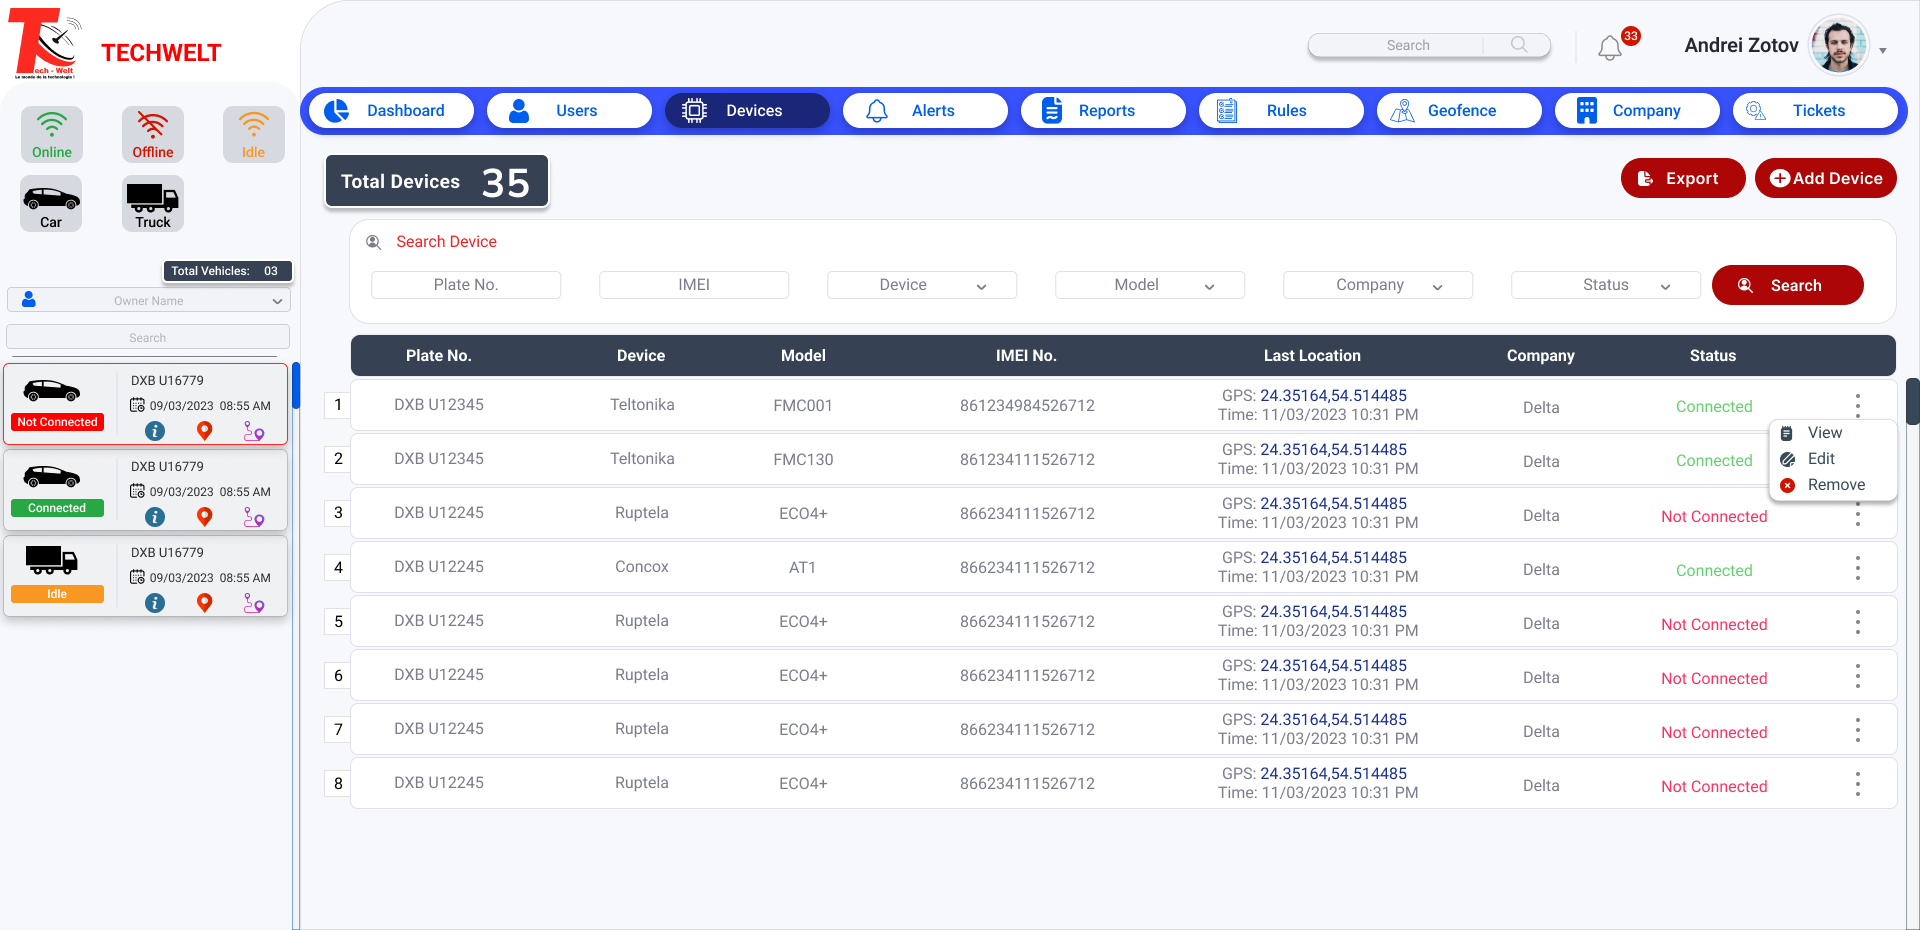 Tech - Welt
Le monde de la technologie !
TECHWELT
Search
33
Andrei Zotov
Dashboard
Users
Devices
Alerts
Reports
Rules
Geofence
Company
Tickets
Online
Offline
Idle
Car
Truck
Total Vehicles: 03
Owner Name
Search
DXB U16779
09/03/2023 08:55 AM
Not Connected
DXB U16779
09/03/2023 08:55 AM
Connected
DXB U16779
09/03/2023 08:55 AM
Idle
Total Devices 35
Export
Add Device
Search Device
Plate No.
IMEI
Device
Model
Company
Status
Search
Plate No. Device Model IMEI No. Last Location Company Status
1 DXB U12345 Teltonika FMC001 861234984526712 GPS: 24.35164,54.514485 Delta Connected
Time: 11/03/2023 10:31 PM
View
Edit
Remove
2 DXB U12345 Teltonika FMC130 861234111526712 GPS: 24.35164,54.514485 Delta Connected
Time: 11/03/2023 10:31 PM
3 DXB U12245 Ruptela ECO4+ 866234111526712 GPS: 24.35164,54.514485 Delta Not Connected
Time: 11/03/2023 10:31 PM
4 DXB U12245 Concox AT1 866234111526712 GPS: 24.35164,54.514485 Delta Connected
Time: 11/03/2023 10:31 PM
5 DXB U12245 Ruptela ECO4+ 866234111526712 GPS: 24.35164,54.514485 Delta Not Connected
Time: 11/03/2023 10:31 PM
6 DXB U12245 Ruptela ECO4+ 866234111526712 GPS: 24.35164,54.514485 Delta Not Connected
Time: 11/03/2023 10:31 PM
7 DXB U12245 Ruptela ECO4+ 866234111526712 GPS: 24.35164,54.514485 Delta Not Connected
Time: 11/03/2023 10:31 PM
8 DXB U12245 Ruptela ECO4+ 866234111526712 GPS: 24.35164,54.514485 Delta Not Connected
Time: 11/03/2023 10:31 PM